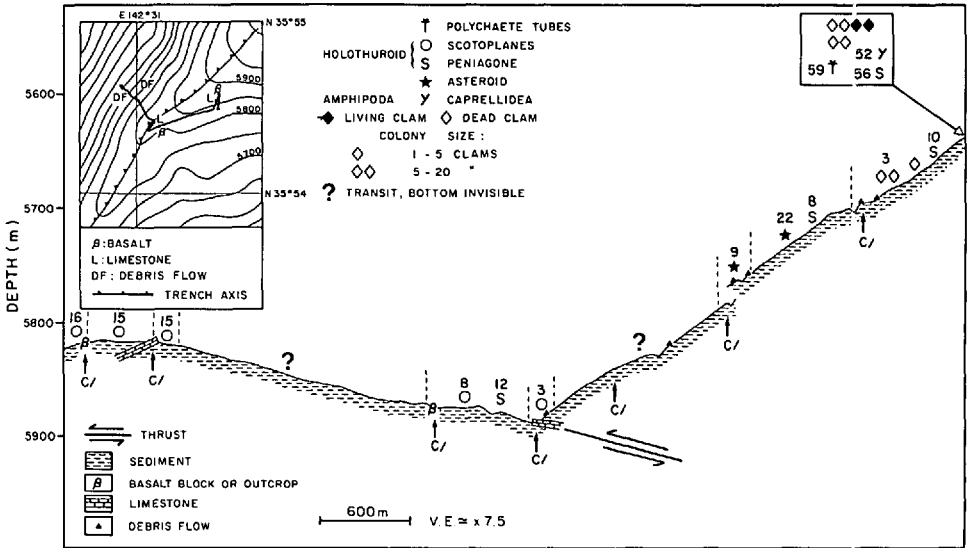 E 142°31
N 35°55
5900
5800
5700
N 35°54
DF
DF
L
β
β
L
β:BASALT
L:LIMESTONE
DF: DEBRIS FLOW
TRENCH AXIS
POLYCHAETE TUBES
HOLOTHUROID { O SCOTOPLANES
S PENIAGONE
★ ASTEROID
AMPHIPODA Y CAPRELLIDEA
LIVING CLAM ◇ DEAD CLAM
COLONY SIZE :
1 - 5 CLAMS
5 - 20 "
? TRANSIT, BOTTOM INVISIBLE
52 Y
59
56 S
DEPTH (m)
5600
5700
5800
5900
10
S
3
8
S
22
9
C/
C/
16
15
15
?
?
β
C/
C/
C/
8
12
S
3
β
C/
C/
THRUST
SEDIMENT
β BASALT BLOCK OR OUTCROP
LIMESTONE
DEBRIS FLOW
600m
V.E ≃ x 7.5